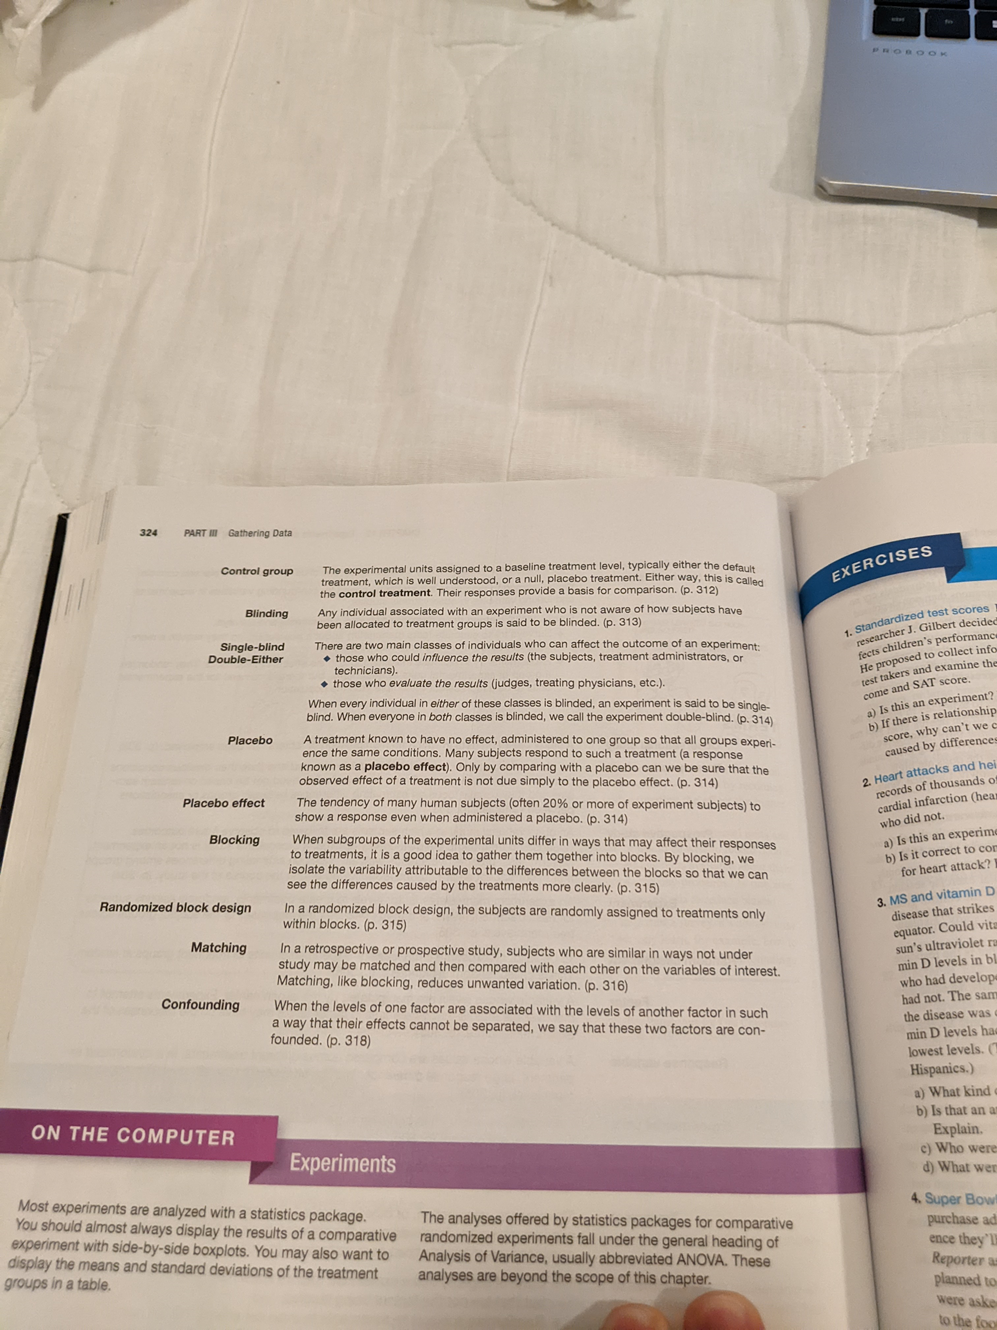 PROBOOK
324 PART III Gathering Data
Control group The experimental units assigned to a baseline treatment level, typically either the default
treatment, which is well understood, or a null, placebo treatment. Either way, this is called
the control treatment. Their responses provide a basis for comparison. (p. 312)
Blinding Any individual associated with an experiment who is not aware of how subjects have
been allocated to treatment groups is said to be blinded. (p. 313)
Single-blind There are two main classes of individuals who can affect the outcome of an experiment:
Double-Either ◆ those who could influence the results (the subjects, treatment administrators, or
technicians).
◆ those who evaluate the results (judges, treating physicians, etc.).
When every individual in either of these classes is blinded, an experiment is said to be single-
blind. When everyone in both classes is blinded, we call the experiment double-blind. (p. 314)
Placebo A treatment known to have no effect, administered to one group so that all groups experi-
ence the same conditions. Many subjects respond to such a treatment (a response
known as a placebo effect). Only by comparing with a placebo can we be sure that the
observed effect of a treatment is not due simply to the placebo effect. (p. 314)
Placebo effect The tendency of many human subjects (often 20% or more of experiment subjects) to
show a response even when administered a placebo. (p. 314)
Blocking When subgroups of the experimental units differ in ways that may affect their responses
to treatments, it is a good idea to gather them together into blocks. By blocking, we
isolate the variability attributable to the differences between the blocks so that we can
see the differences caused by the treatments more clearly. (p. 315)
Randomized block design In a randomized block design, the subjects are randomly assigned to treatments only
within blocks. (p. 315)
Matching In a retrospective or prospective study, subjects who are similar in ways not under
study may be matched and then compared with each other on the variables of interest.
Matching, like blocking, reduces unwanted variation. (p. 316)
Confounding When the levels of one factor are associated with the levels of another factor in such
a way that their effects cannot be separated, we say that these two factors are con-
founded. (p. 318)
ON THE COMPUTER
Experiments
Most experiments are analyzed with a statistics package.
You should almost always display the results of a comparative
experiment with side-by-side boxplots. You may also want to
display the means and standard deviations of the treatment
groups in a table.
The analyses offered by statistics packages for comparative
randomized experiments fall under the general heading of
Analysis of Variance, usually abbreviated ANOVA. These
analyses are beyond the scope of this chapter.
EXERCISES
1. Standardized test scores
researcher J. Gilbert decided
fects children's performance
He proposed to collect info
test takers and examine the
come and SAT score.
a) Is this an experiment?
b) If there is relationship
score, why can't we c
caused by differences
2. Heart attacks and hei
records of thousands o
cardial infarction (hea
who did not.
a) Is this an experim
b) Is it correct to con
for heart attack?
3. MS and vitamin D
disease that strikes
equator. Could vita
sun's ultraviolet ra
min D levels in bl
who had develope
had not. The sam
the disease was
min D levels ha
lowest levels. (
Hispanics.)
a) What kind
b) Is that an a
Explain.
c) Who were
d) What wer
4. Super Bowl
purchase ad
ence they'll
Reporter a
planned to
were aske
to the foo